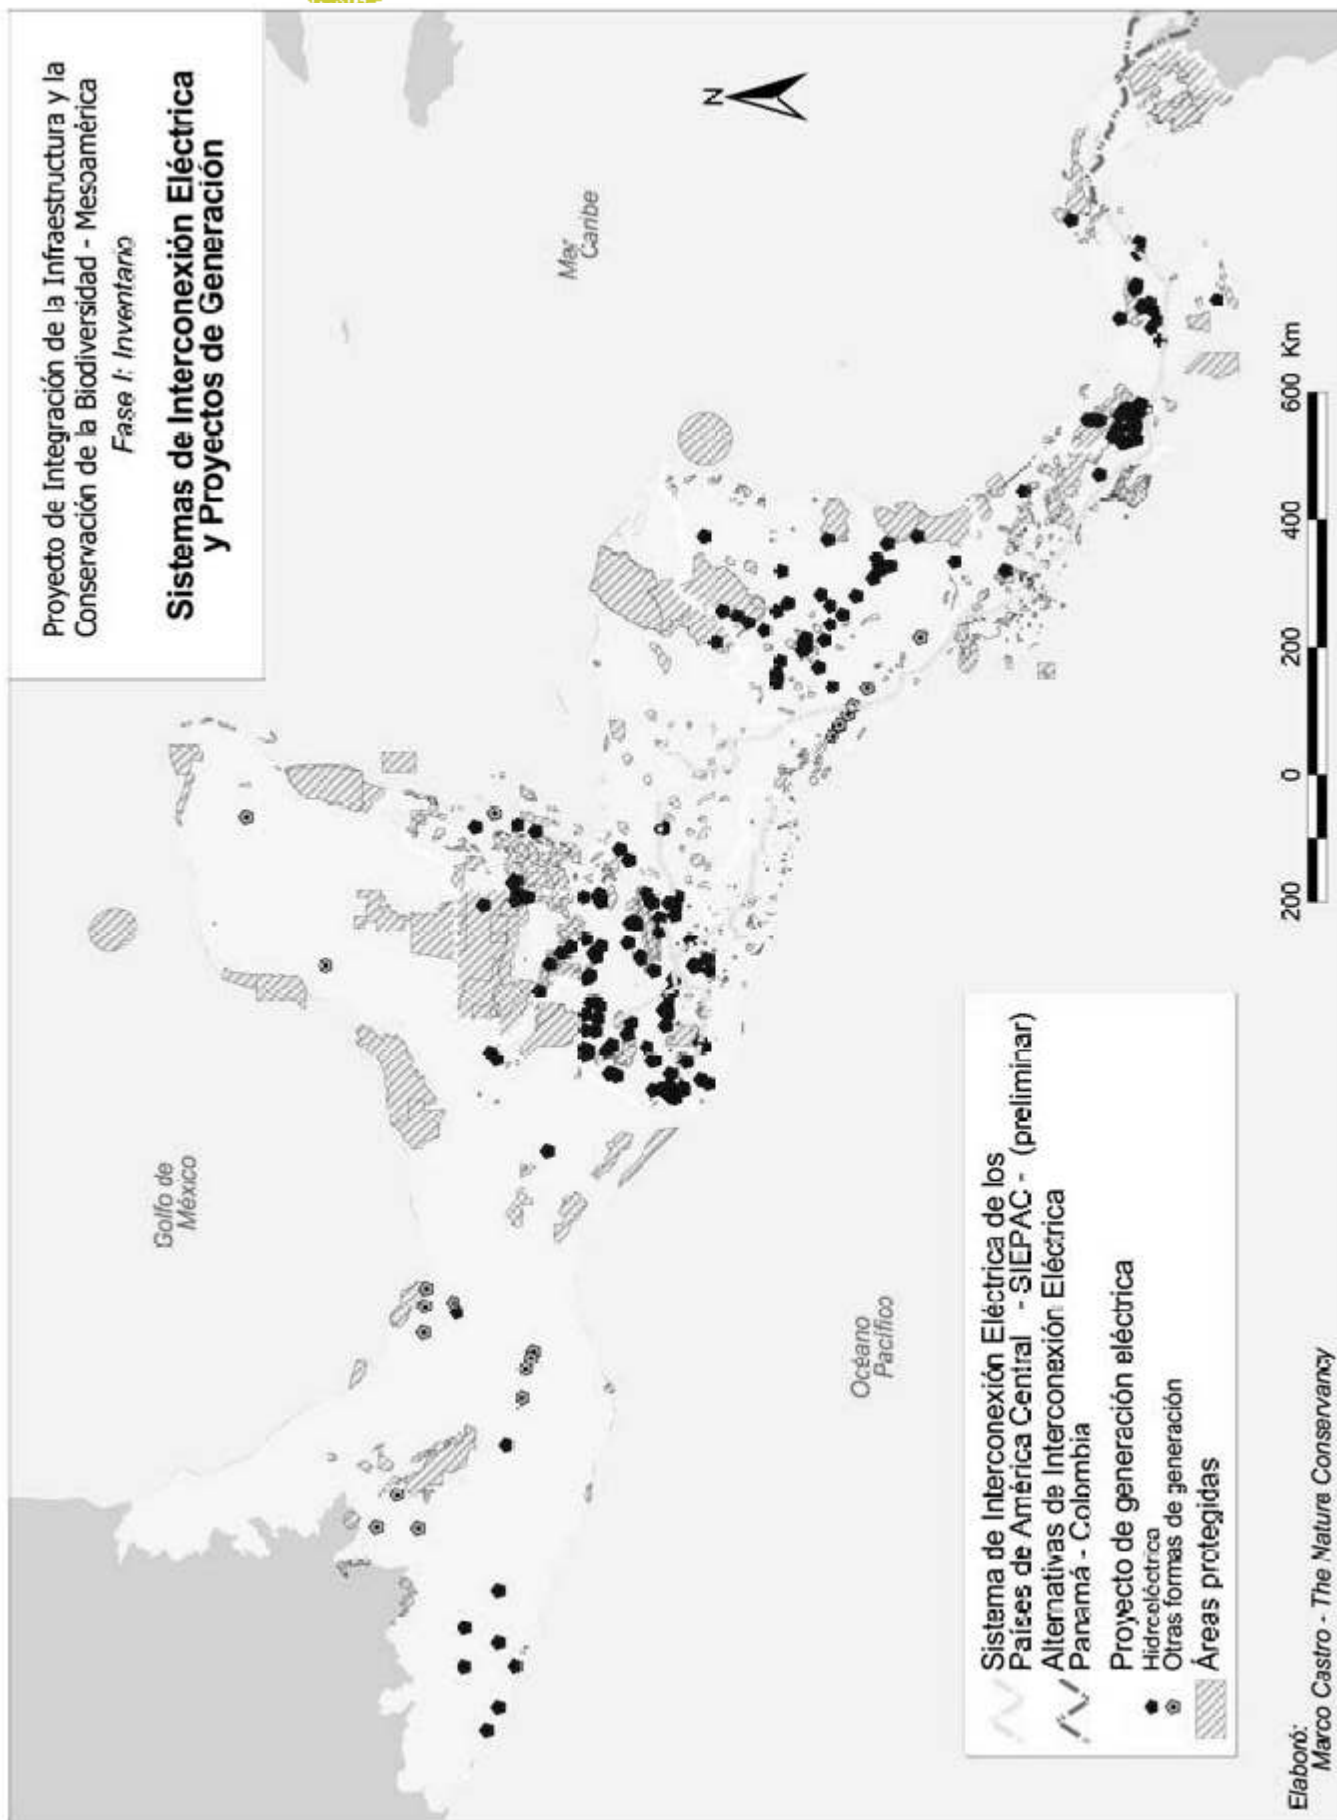 Proyecto de Integración de la Infraestructura y la
Conservación de la Biodiversidad - Mesoamérica
Fase I: Inventario
Sistemas de Interconexión Eléctrica
y Proyectos de Generación
Golfo de
México
Mar
Caribe
N
Océano
Pacífico
Sistema de Interconexión Eléctrica de los
Países de América Central - SIEPAC - (preliminar)
Alternativas de Interconexión Eléctrica
Panamá - Colombia
Proyecto de generación eléctrica
Hidroeléctrica
Otras formas de generación
Áreas protegidas
200 0 200 400 600 Km
Elaboró:
Marco Castro - The Nature Conservancy